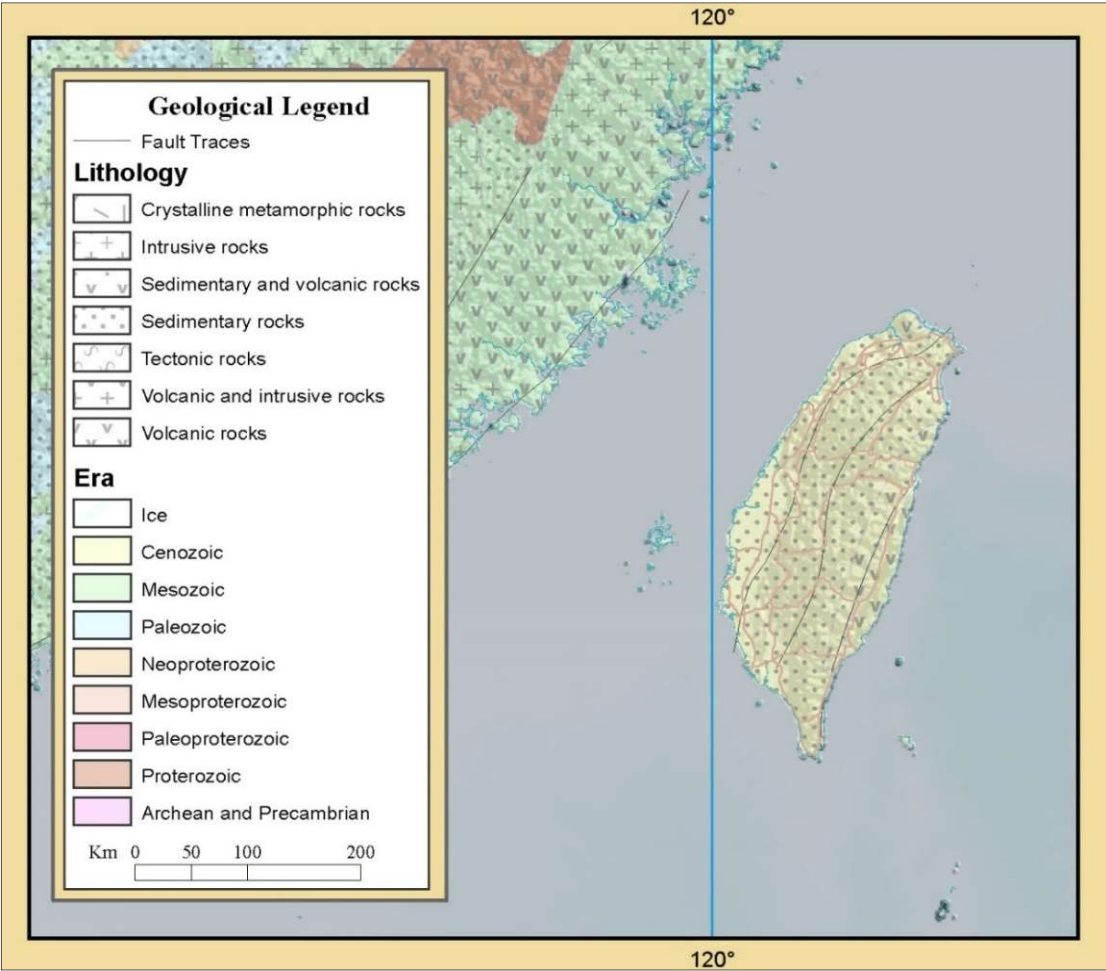 120°
Geological Legend
Fault Traces
Lithology
Crystalline metamorphic rocks
Intrusive rocks
Sedimentary and volcanic rocks
Sedimentary rocks
Tectonic rocks
Volcanic and intrusive rocks
Volcanic rocks
Era
Ice
Cenozoic
Mesozoic
Paleozoic
Neoproterozoic
Mesoproterozoic
Paleoproterozoic
Proterozoic
Archean and Precambrian
Km 0 50 100 200
120°